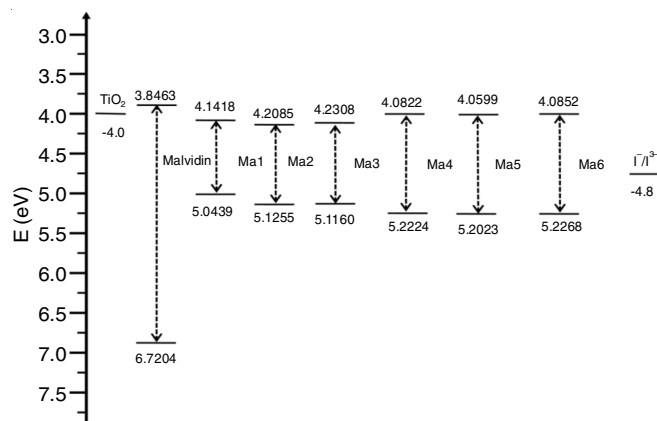 3.0
3.5
4.0
4.5
5.0
5.5
6.0
6.5
7.0
7.5
E (eV)
TiO₂
-4.0
3.8463
Malvidin
6.7204
4.1418
Ma1
5.0439
4.2085
Ma2
5.1255
4.2308
Ma3
5.1160
4.0822
Ma4
5.2224
4.0599
Ma5
5.2023
4.0852
Ma6
5.2268
I⁻/I³⁻
-4.8